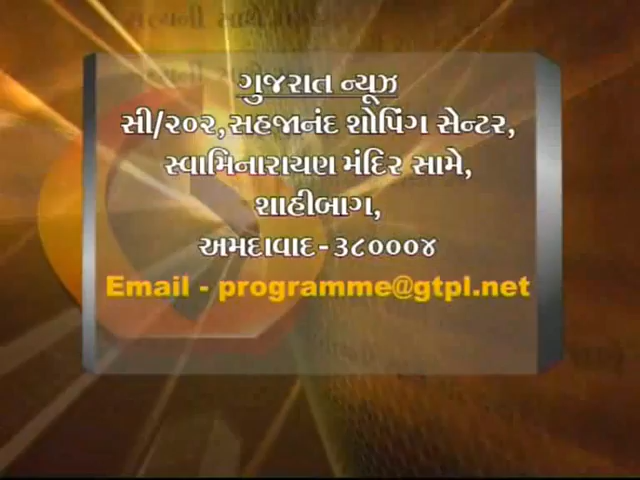 ગુજરાત ન્યૂઝ
સી/૨૦૨,સહજાનંદ શોપિંગ સેન્ટર,
સ્વામિનારાયણ મંદિર સામે,
શાહીબાગ,
અમદાવાદ-૩૮૦૦૦૪
Email - programme@gtpl.net